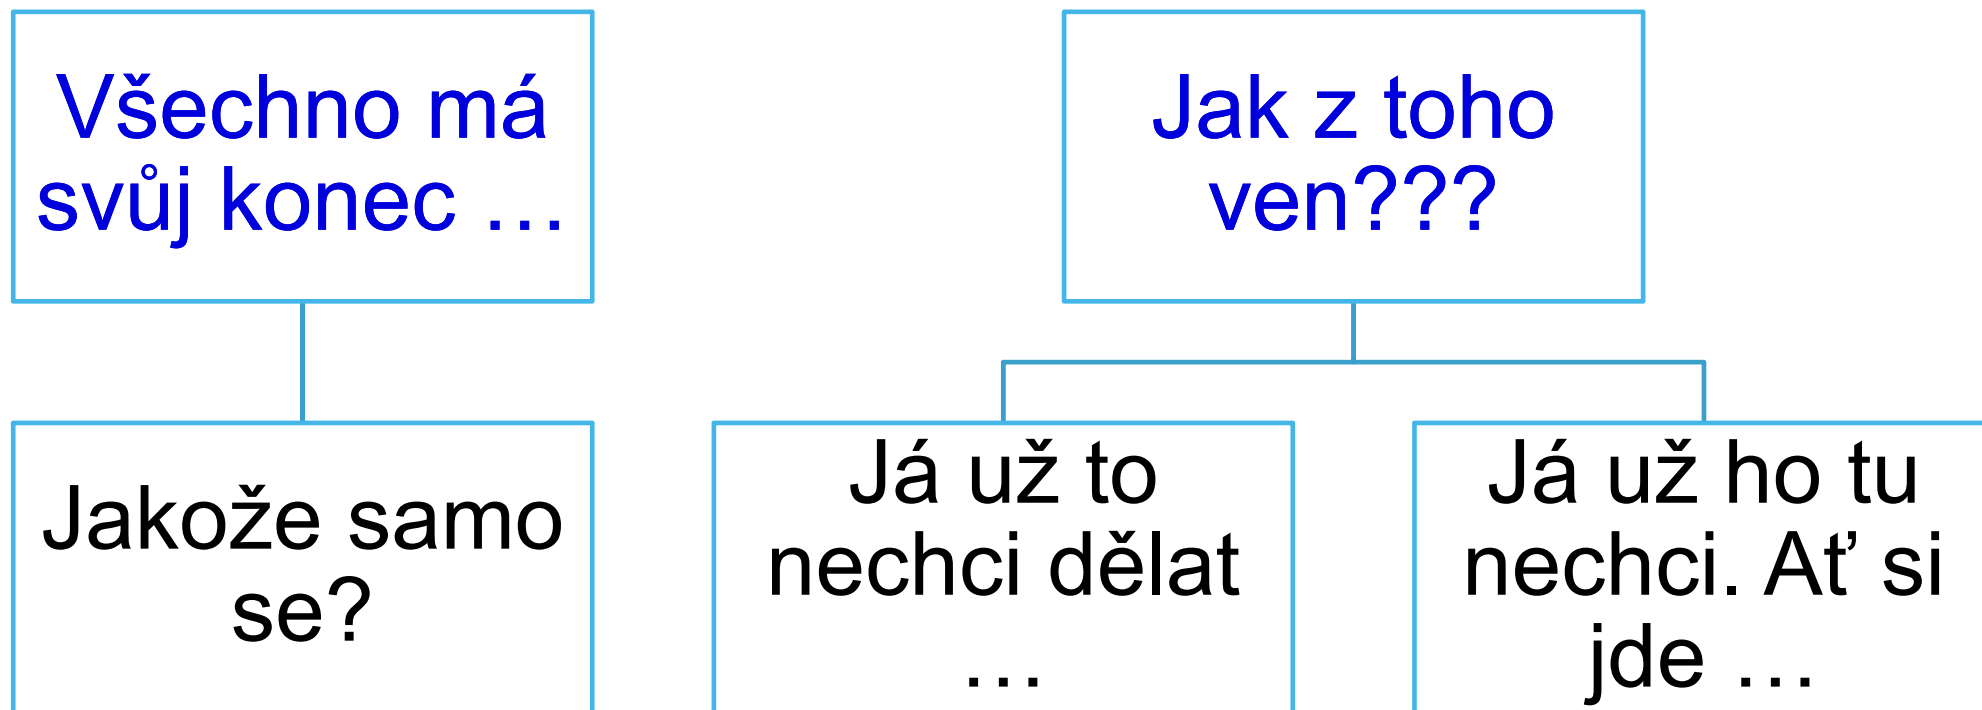 Všechno má
svůj konec …
Jak z toho
ven???
Jakože samo
se?
Já už to
nechci dělat
…
Já už ho tu
nechci. Ať si
jde …